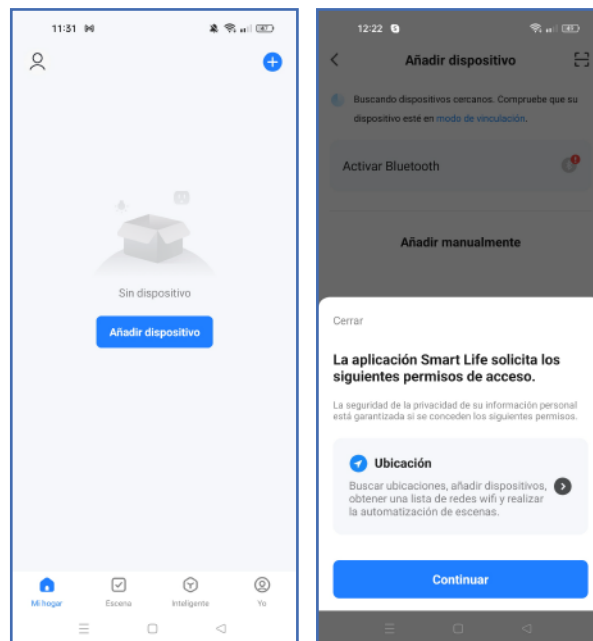 11:31
Sin dispositivo
Añadir dispositivo
Mi hogar
Escena
Inteligente
Yo
12:22
Añadir dispositivo
Buscando dispositivos cercanos. Compruebe que su
dispositivo esté en modo de vinculación.
Activar Bluetooth
Añadir manualmente
Cerrar
La aplicación Smart Life solicita los
siguientes permisos de acceso.
La seguridad de la privacidad de su información personal
está garantizada si se conceden los siguientes permisos.
Ubicación
Buscar ubicaciones, añadir dispositivos,
obtener una lista de redes wifi y realizar
la automatización de escenas.
Continuar